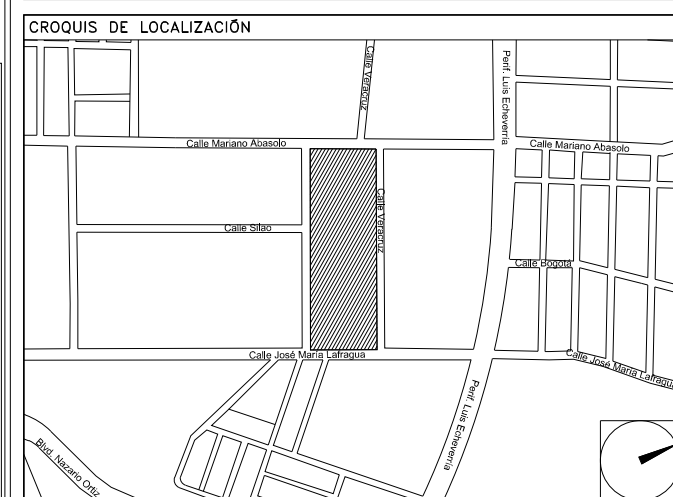 CROQUIS DE LOCALIZACIÓN
Calle Veracruz
Perif. Luis Echeverría
Calle Mariano Abasolo
Calle Mariano Abasolo
Calle Veracruz
Calle Silao
Calle Bogotá
Calle José María Lafragua
Calle José María Lafragua
Perif. Luis Echeverría
Blvd. Nazario Ortiz